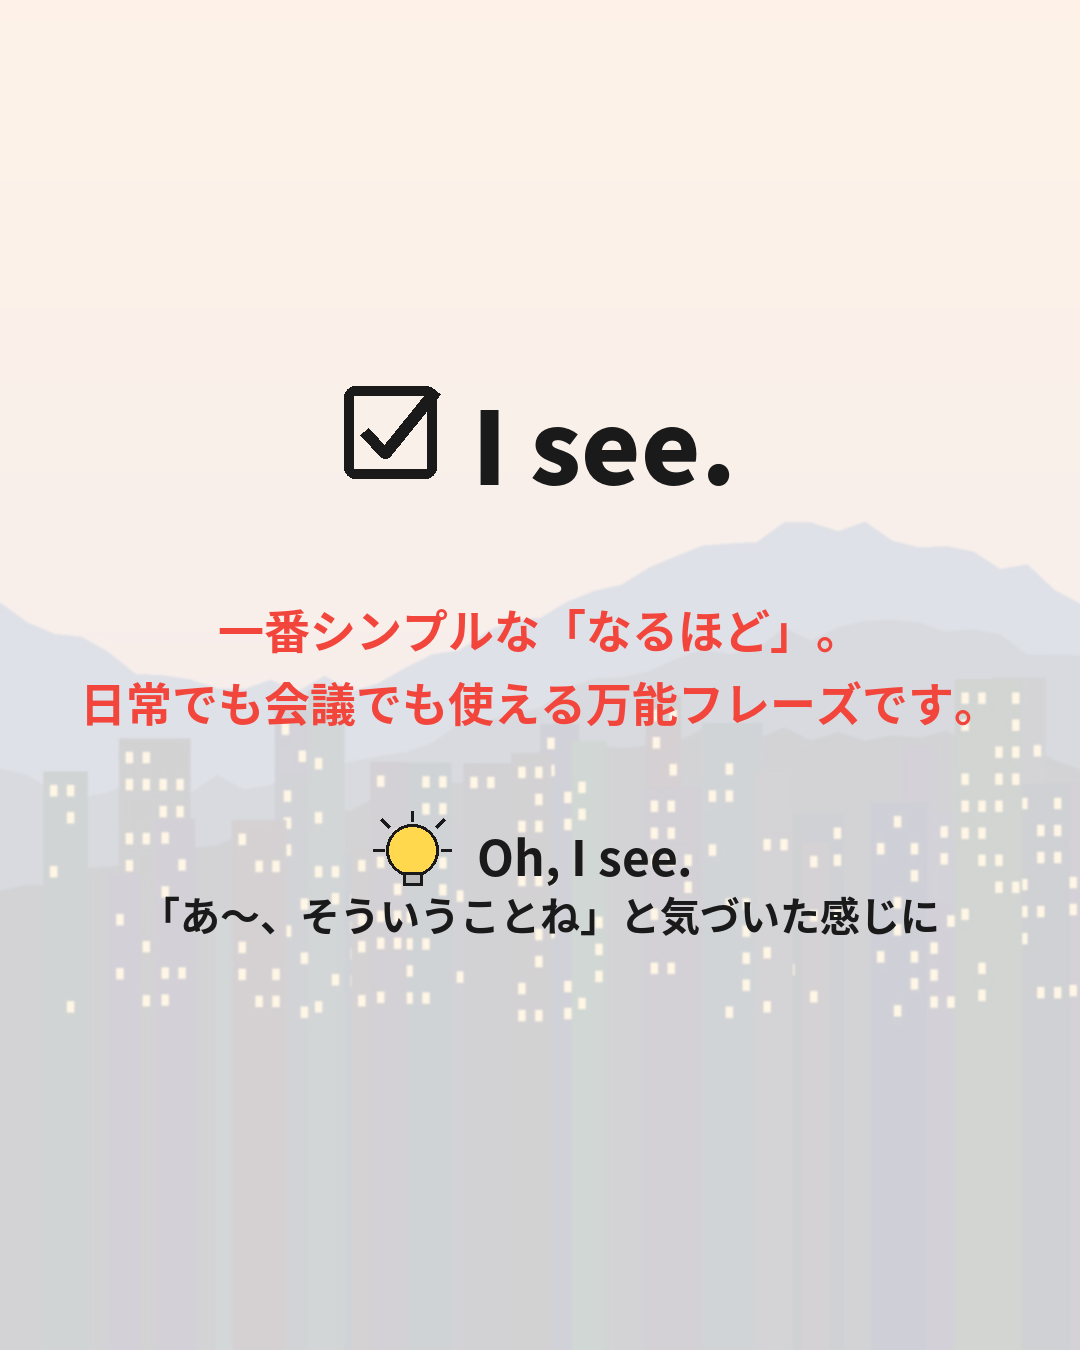 I see.
一番シンプルな「なるほど」。
日常でも会議でも使える万能フレーズです。
Oh, I see.
「あ〜、そういうことね」と気づいた感じに